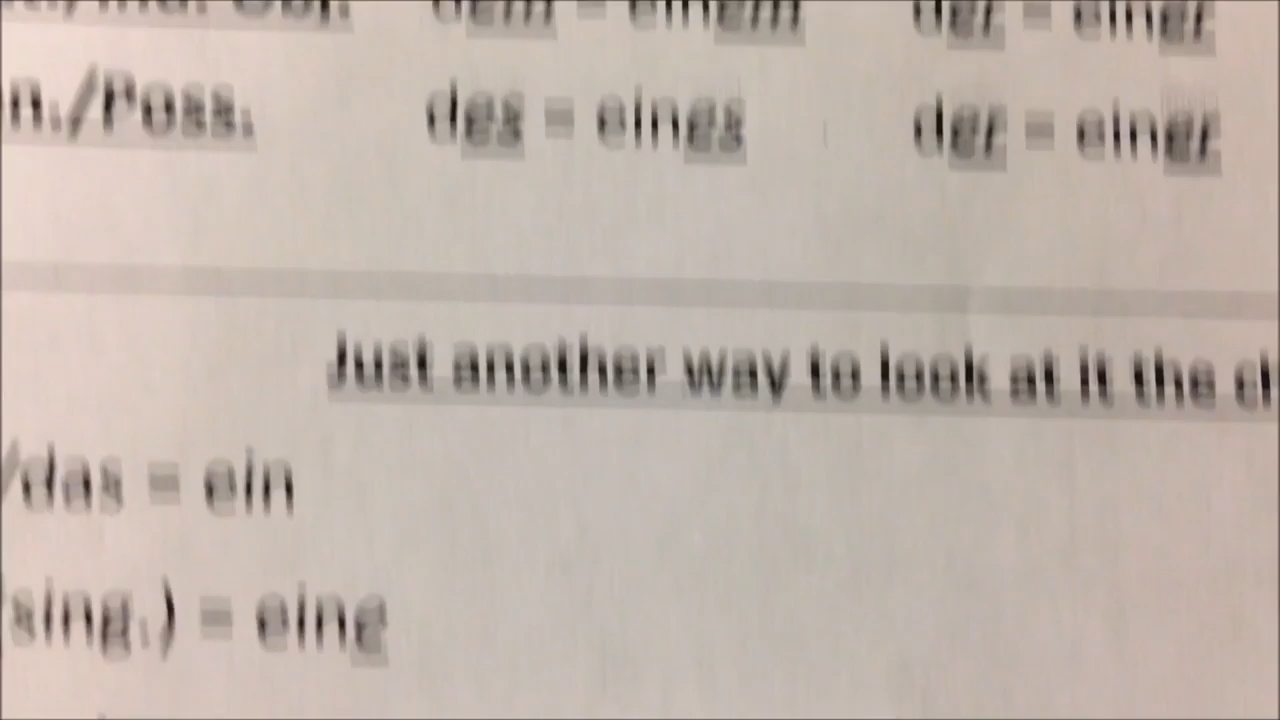 dem = einem der = einer
n./Poss. des = eines der = einer
Just another way to look at it the
/das = ein
sing.) = eine